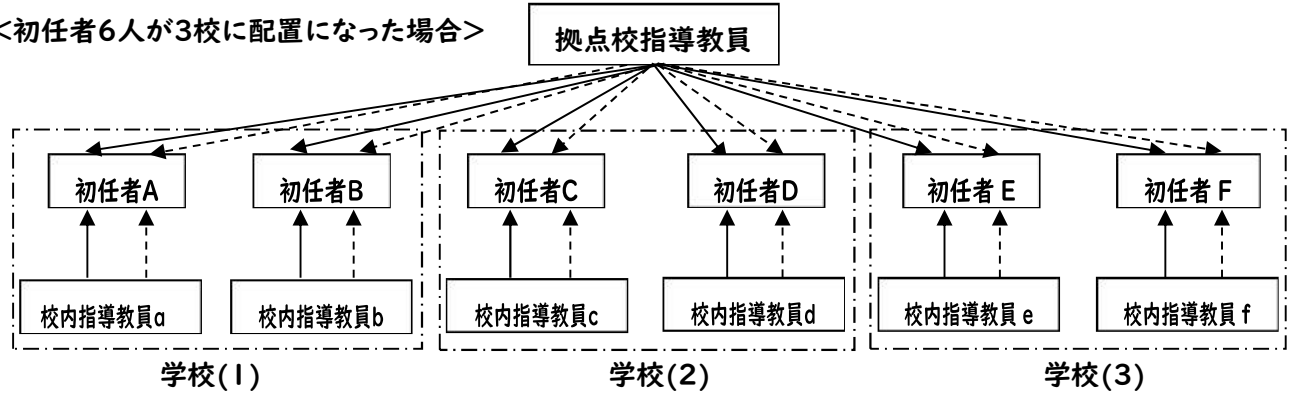 <初任者6人が3校に配置になった場合>
拠点校指導教員
初任者A
初任者B
初任者C
初任者D
初任者E
初任者F
校内指導教員a
校内指導教員b
校内指導教員c
校内指導教員d
校内指導教員e
校内指導教員f
学校(1)
学校(2)
学校(3)